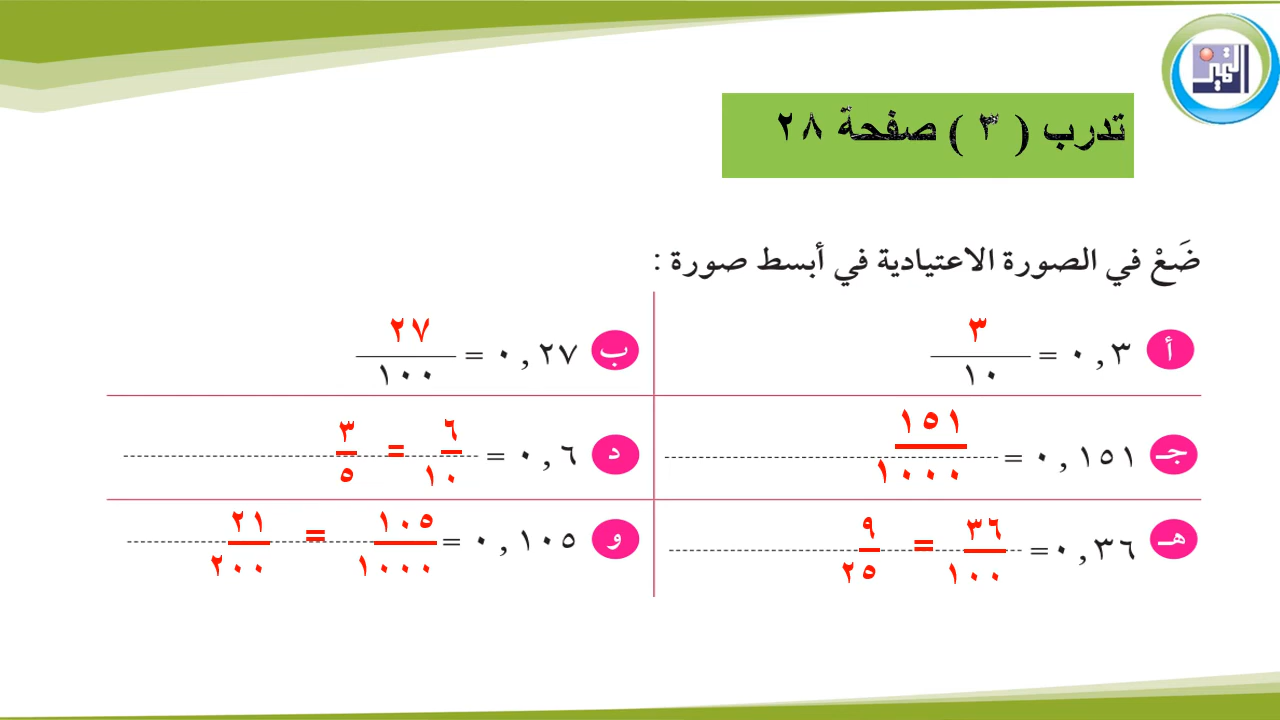 التميز
تدرب ( ٣ ) صفحة ٢٨
ضَعْ في الصورة الاعتيادية في أبسط صورة :
أ ٠,٣ = ٣/١٠
ب ٠,٢٧ = ٢٧/١٠٠
جـ ٠,١٥١ = ١٥١/١٠٠٠
د ٠,٦ = ٦/١٠ = ٣/٥
هـ ٠,٣٦ = ٣٦/١٠٠ = ٩/٢٥
و ٠,١٠٥ = ١٠٥/١٠٠٠ = ٢١/٢٠٠